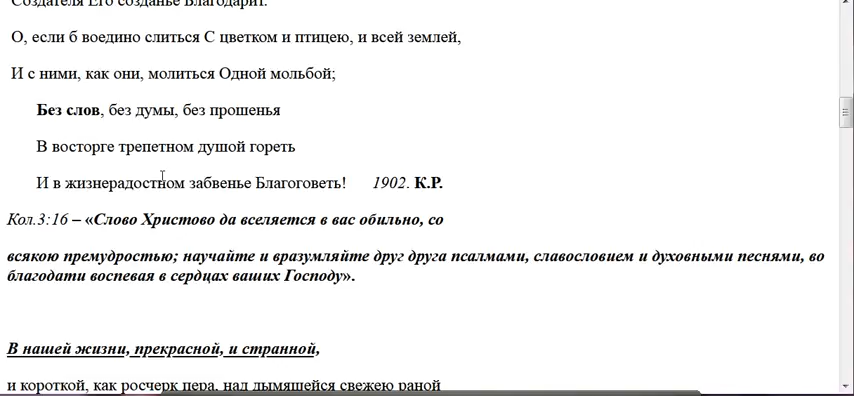 Создателя Его созданье Благодарит.
О, если б воедино слиться С цветком и птицею, и всей землей,
И с ними, как они, молиться Одной мольбой;
Без слов, без думы, без прошенья
В восторге трепетном душой гореть
И в жизнерадостном забвенье Благоговеть! 1902. К.Р.
Кол.3:16 – «Слово Христово да вселяется в вас обильно, со
всякою премудростью; научайте и вразумляйте друг друга псалмами, славословием и духовными песнями, во
благодати воспевая в сердцах ваших Господу».
В нашей жизни, прекрасной, и странной,
и короткой, как росчерк пера, над дымящейся свежею раной